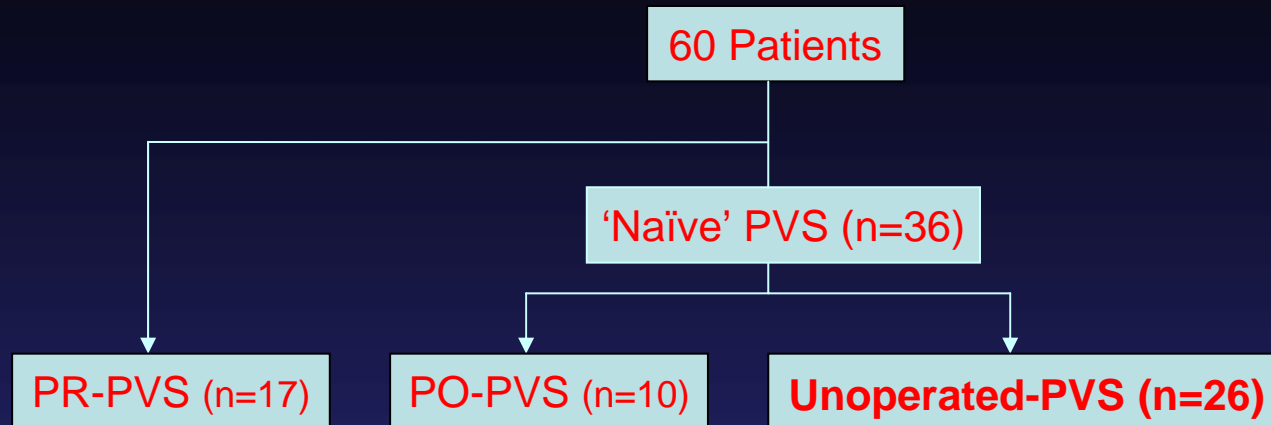 60 Patients
‘Naïve’ PVS (n=36)
PR-PVS (n=17)
PO-PVS (n=10)
Unoperated-PVS (n=26)